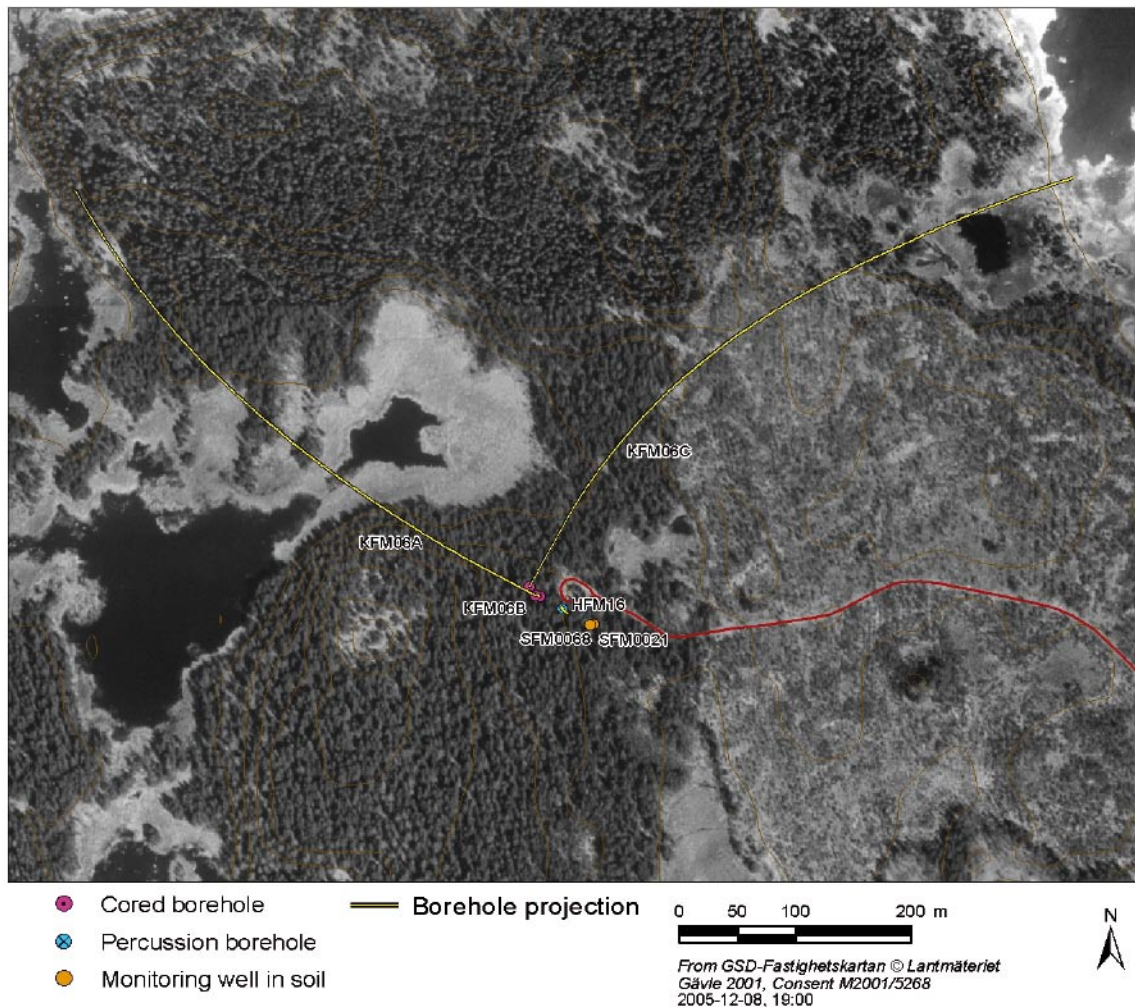 KFM06C
KFM06A
KFM06B
HFM16
SFM0068
SFM0021
Cored borehole
Percussion borehole
Monitoring well in soil
Borehole projection
0 50 100 200 m
N
From GSD-Fastighetskartan © Lantmäteriet
Gävle 2001, Consent M2001/5268
2005-12-08, 19:00